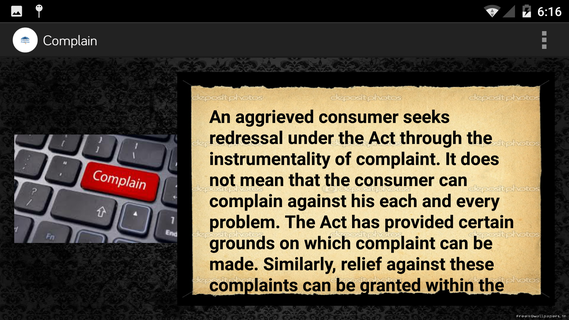 6:16
Complain
An aggrieved consumer seeks
redressal under the Act through the
instrumentality of complaint. It does
not mean that the consumer can
complain against his each and every
problem. The Act has provided certain
grounds on which complaint can be
made. Similarly, relief against these
complaints can be granted within the
Complain
End